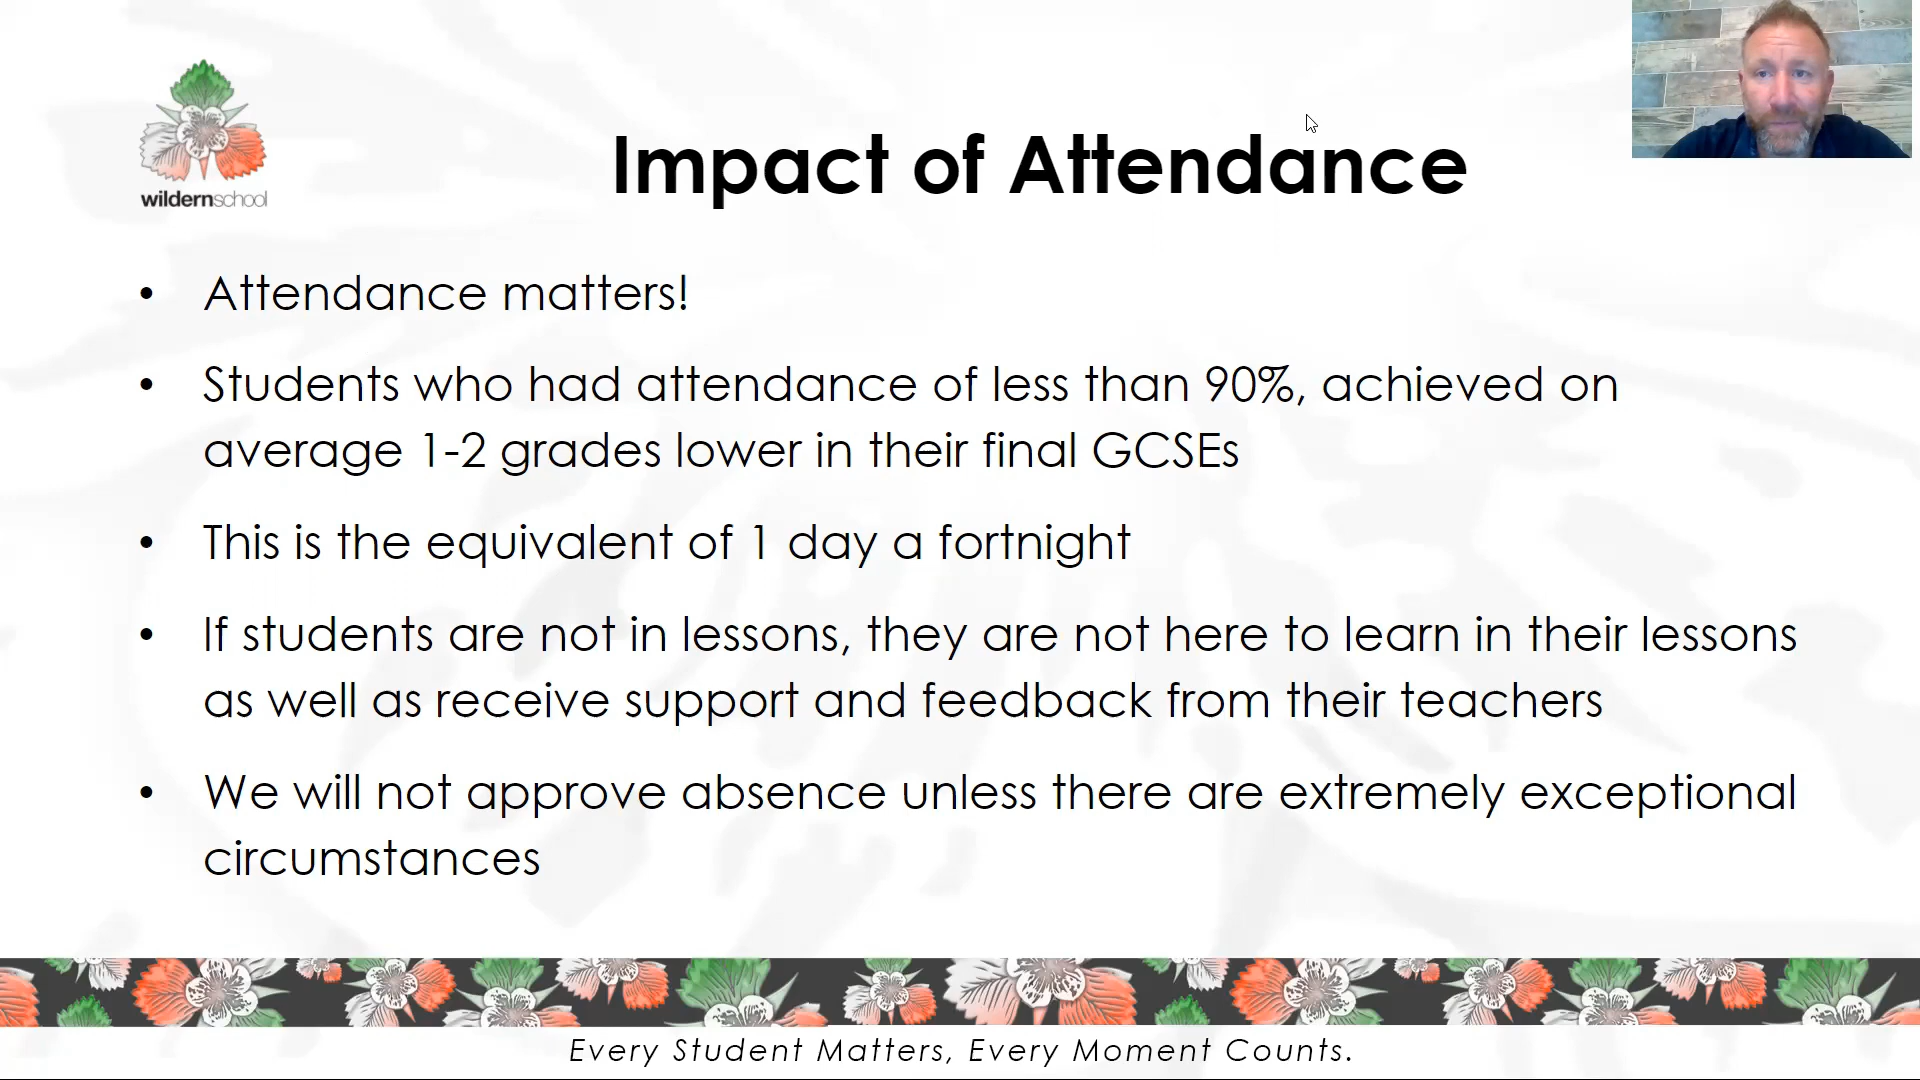 wildernschool
Impact of Attendance
• Attendance matters!
• Students who had attendance of less than 90%, achieved on
average 1-2 grades lower in their final GCSEs
• This is the equivalent of 1 day a fortnight
• If students are not in lessons, they are not here to learn in their lessons
as well as receive support and feedback from their teachers
• We will not approve absence unless there are extremely exceptional
circumstances
Every Student Matters, Every Moment Counts.